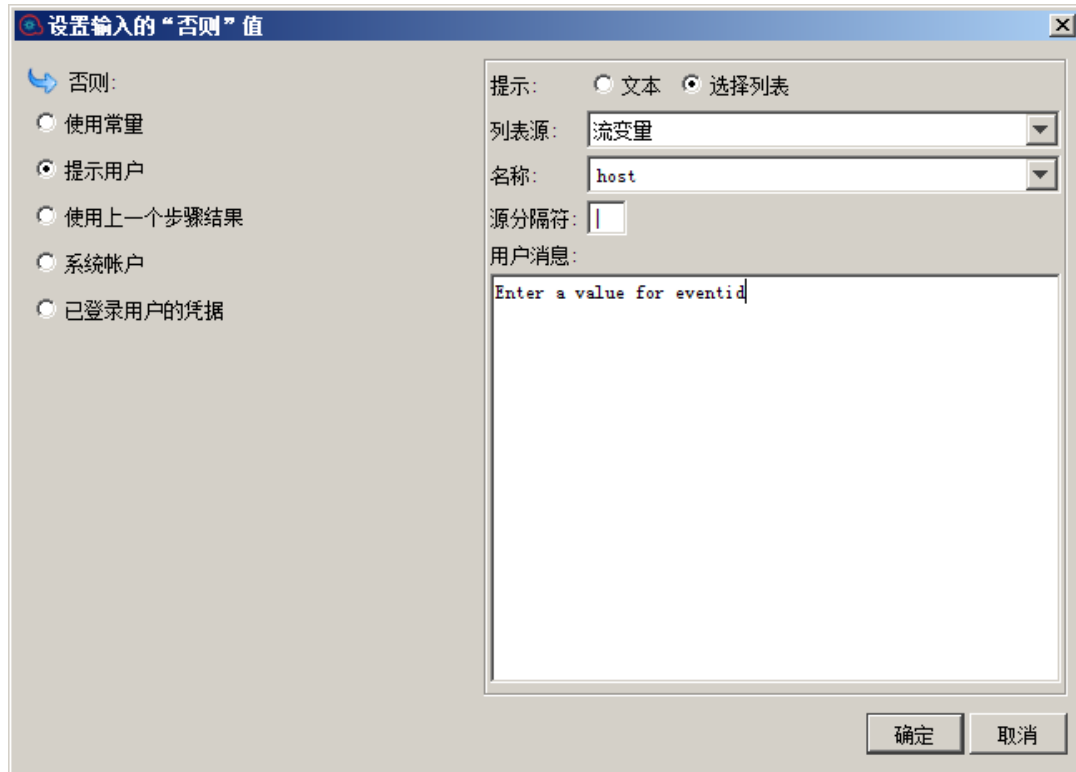 设置输入的“否则”值
否则:
使用常量
提示用户
使用上一个步骤结果
系统帐户
已登录用户的凭据
提示: 文本 选择列表
列表源: 流变量
名称: host
源分隔符: |
用户消息:
Enter a value for eventid
确定 取消